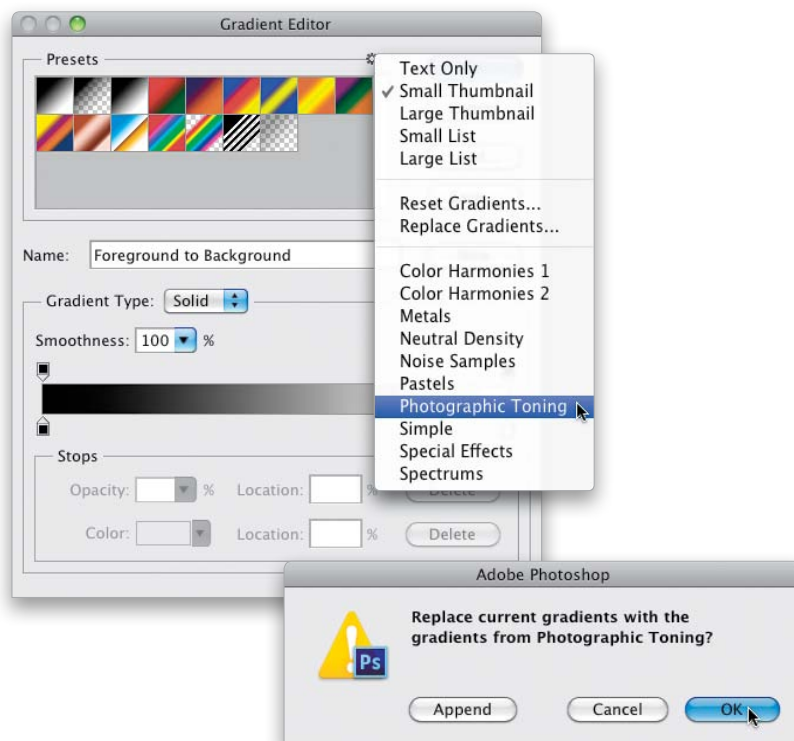 Gradient Editor
Presets
Text Only
✓ Small Thumbnail
Large Thumbnail
Small List
Large List
Reset Gradients...
Replace Gradients...
Color Harmonies 1
Color Harmonies 2
Metals
Neutral Density
Noise Samples
Pastels
Photographic Toning
Simple
Special Effects
Spectrums
Name: Foreground to Background
Gradient Type: Solid
Smoothness: 100 %
Stops
Opacity: % Location: % Delete
Color: Location: % Delete
Adobe Photoshop
Replace current gradients with the
gradients from Photographic Toning?
Ps
Append Cancel OK